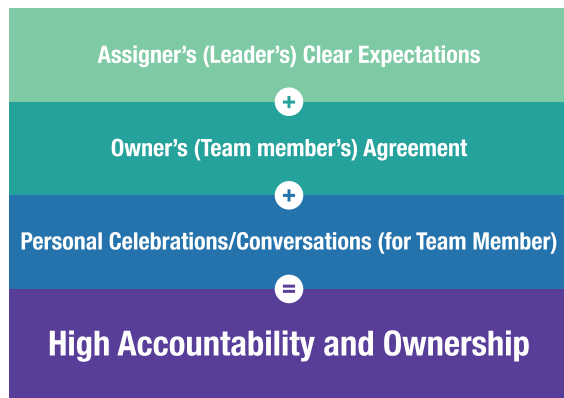 Assigner's (Leader's) Clear Expectations
+
Owner's (Team member's) Agreement
+
Personal Celebrations/Conversations (for Team Member)
=
High Accountability and Ownership